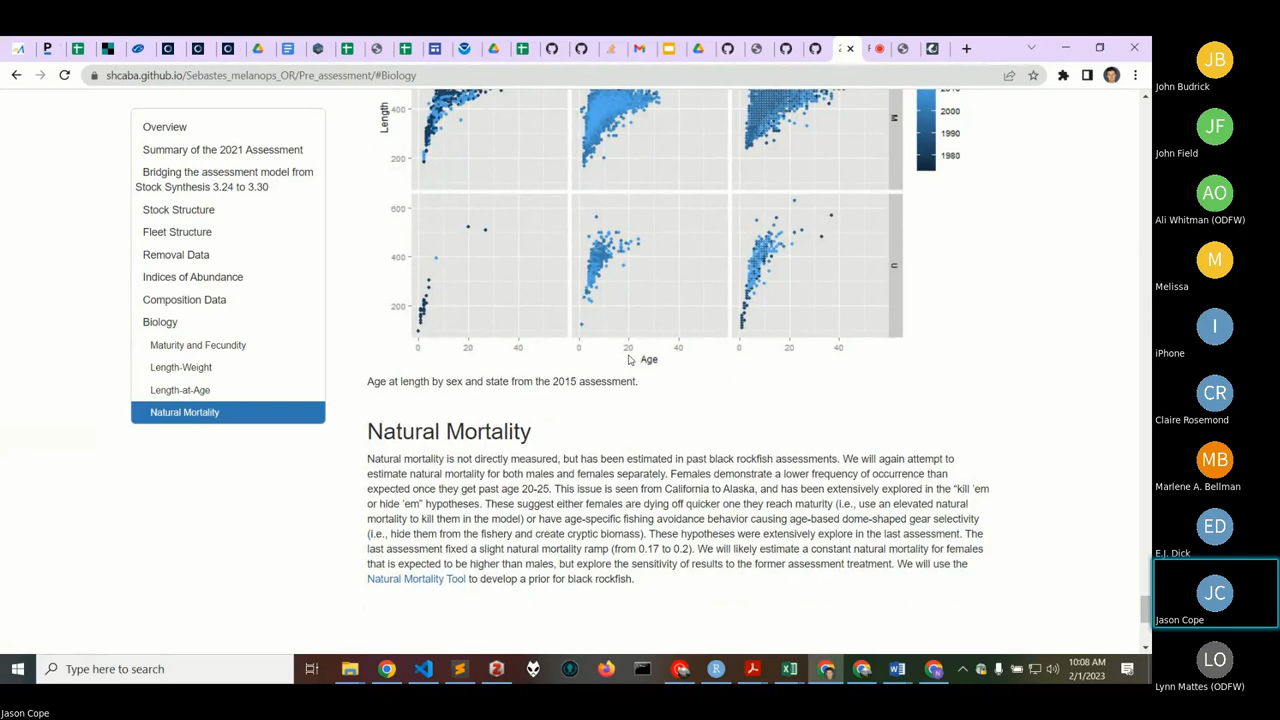 shcaba.github.io/Sebastes_melanops_OR/Pre_assessment/#Biology
Overview
Summary of the 2021 Assessment
Bridging the assessment model from
Stock Synthesis 3.24 to 3.30
Stock Structure
Fleet Structure
Removal Data
Indices of Abundance
Composition Data
Biology
Maturity and Fecundity
Length-Weight
Length-at-Age
Natural Mortality
Length
400
200
M
2000
1990
1980
600
400
200
U
0 20 40 0 20 40 0 20 40
Age
Age at length by sex and state from the 2015 assessment.
Natural Mortality
Natural mortality is not directly measured, but has been estimated in past black rockfish assessments. We will again attempt to
estimate natural mortality for both males and females separately. Females demonstrate a lower frequency of occurrence than
expected once they get past age 20-25. This issue is seen from California to Alaska, and has been extensively explored in the “kill 'em
or hide 'em” hypotheses. These suggest either females are dying off quicker one they reach maturity (i.e., use an elevated natural
mortality to kill them in the model) or have age-specific fishing avoidance behavior causing age-based dome-shaped gear selectivity
(i.e., hide them from the fishery and create cryptic biomass). These hypotheses were extensively explore in the last assessment. The
last assessment fixed a slight natural mortality ramp (from 0.17 to 0.2). We will likely estimate a constant natural mortality for females
that is expected to be higher than males, but explore the sensitivity of results to the former assessment treatment. We will use the
Natural Mortality Tool to develop a prior for black rockfish.
Type here to search
10:08 AM
2/1/2023
JB
John Budrick
JF
John Field
AO
Ali Whitman (ODFW)
M
Melissa
I
iPhone
CR
Claire Rosemond
MB
Marlene A. Bellman
ED
E.J. Dick
JC
Jason Cope
LO
Lynn Mattes (ODFW)
Jason Cope